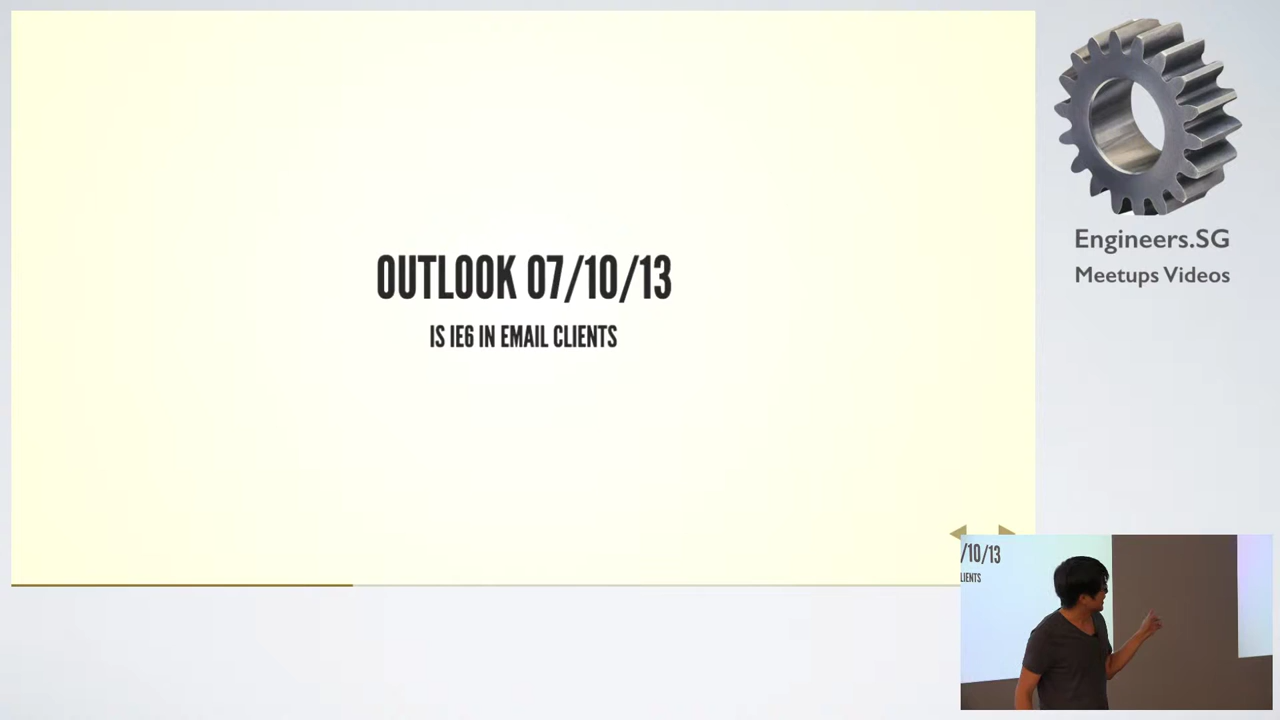 OUTLOOK 07/10/13
IS IE6 IN EMAIL CLIENTS
Engineers.SG
Meetups Videos
/10/13
LIENTS